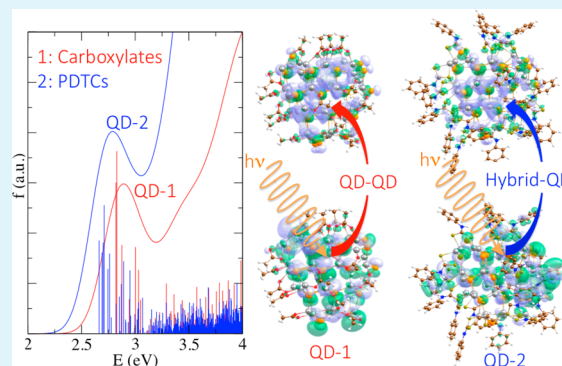 1: Carboxylates
2: PDTCs
QD-2
QD-1
f (a.u.)
2 2.5 3 3.5 4
E (eV)
hν
QD-QD
QD-1
hν
Hybrid-QD
QD-2